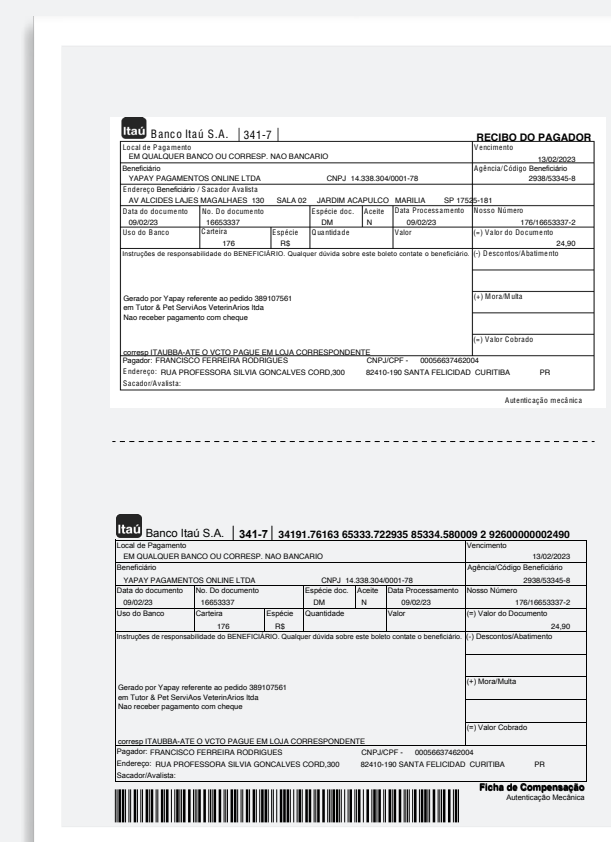 Itaú Banco Itaú S.A. 341-7 RECIBO DO PAGADOR
Local de Pagamento Vencimento
EM QUALQUER BANCO OU CORRESP. NAO BANCARIO 13/02/2023
Beneficiário Agência/Código Beneficiário
YAPAY PAGAMENTOS ONLINE LTDA CNPJ 14.338.304/0001-78 2938/53345-8
Endereço Beneficiário / Sacador Avalista
AV ALCIDES LAJES MAGALHAES 130 SALA 02 JARDIM ACAPULCO MARILIA SP 17525-181
Data do documento No. Do documento Espécie doc. Aceite Data Processamento Nosso Número
09/02/23 16653337 DM N 09/02/23 176/16653337-2
Uso do Banco Carteira Espécie Quantidade Valor (=) Valor do Documento
176 R$ 24,90
Instruções de responsabilidade do BENEFICIÁRIO. Qualquer dúvida sobre este boleto contate o beneficiário. (-) Descontos/Abatimento
Gerado por Yapay referente ao pedido 389107561 (+) Mora/Multa
em Tutor & Pet ServiAos VeterinArios ltda
Nao receber pagamento com cheque
(=) Valor Cobrado
corresp ITAUBBA-ATE O VCTO PAGUE EM LOJA CORRESPONDENTE
Pagador: FRANCISCO FERREIRA RODRIGUES CNPJ/CPF - 00056637462004
Endereço: RUA PROFESSORA SILVIA GONCALVES CORD,300 82410-190 SANTA FELICIDAD CURITIBA PR
Sacador/Avalista:
Autenticação mecânica
Itaú Banco Itaú S.A. 341-7 34191.76163 65333.722935 85334.580009 2 92600000002490
Local de Pagamento Vencimento
EM QUALQUER BANCO OU CORRESP. NAO BANCARIO 13/02/2023
Beneficiário Agência/Código Beneficiário
YAPAY PAGAMENTOS ONLINE LTDA CNPJ 14.338.304/0001-78 2938/53345-8
Data do documento No. Do documento Espécie doc. Aceite Data Processamento Nosso Número
09/02/23 16653337 DM N 09/02/23 176/16653337-2
Uso do Banco Carteira Espécie Quantidade Valor (=) Valor do Documento
176 R$ 24,90
Instruções de responsabilidade do BENEFICIÁRIO. Qualquer dúvida sobre este boleto contate o beneficiário. (-) Descontos/Abatimento
Gerado por Yapay referente ao pedido 389107561 (+) Mora/Multa
em Tutor & Pet ServiAos VeterinArios ltda
Nao receber pagamento com cheque
(=) Valor Cobrado
corresp ITAUBBA-ATE O VCTO PAGUE EM LOJA CORRESPONDENTE
Pagador: FRANCISCO FERREIRA RODRIGUES CNPJ/CPF - 00056637462004
Endereço: RUA PROFESSORA SILVIA GONCALVES CORD,300 82410-190 SANTA FELICIDAD CURITIBA PR
Sacador/Avalista:
Ficha de Compensação
Autenticação Mecânica